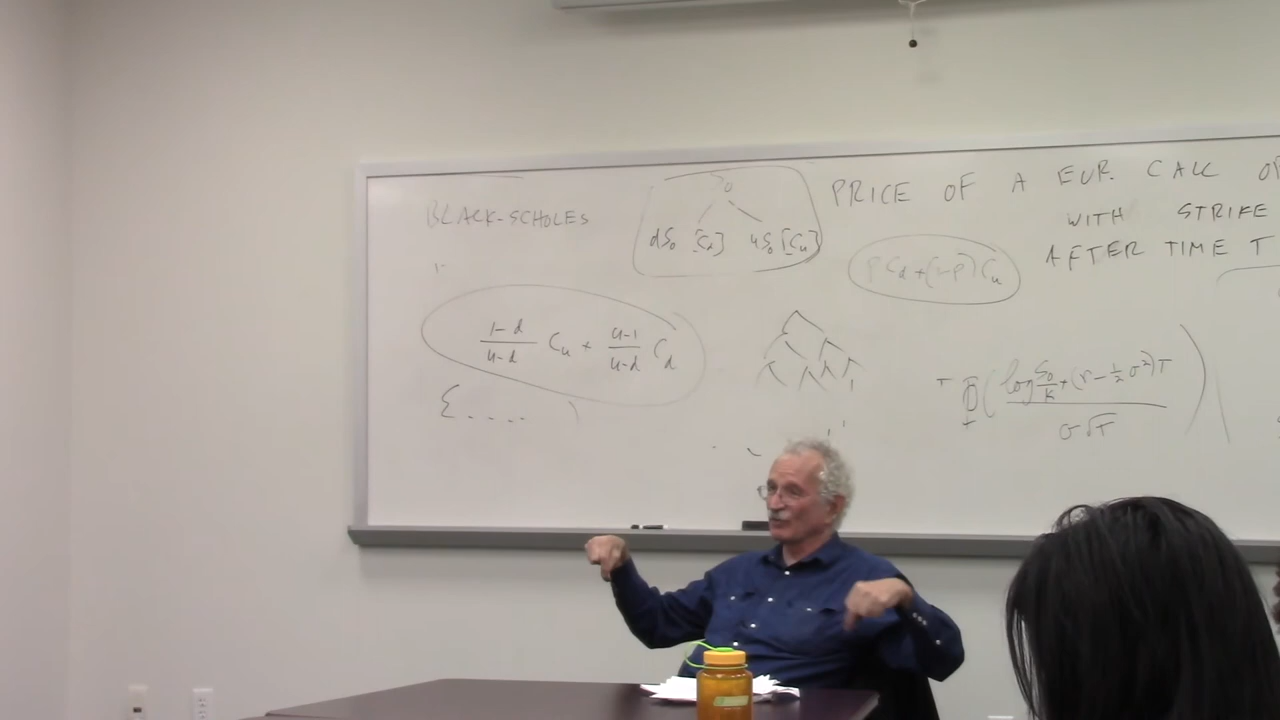 BLACK-SCHOLES
dS₀ [C_d] uS₀ [C_u]
PRICE OF A EUR. CALL OP
WITH STRIKE
AFTER TIME T
pC_d + (1-p)C_u
r
(1-d)/(u-d) C_u + (u-1)/(u-d) C_d
Σ....
(log S₀/K + (r - ½σ²)T)/(σ√T)